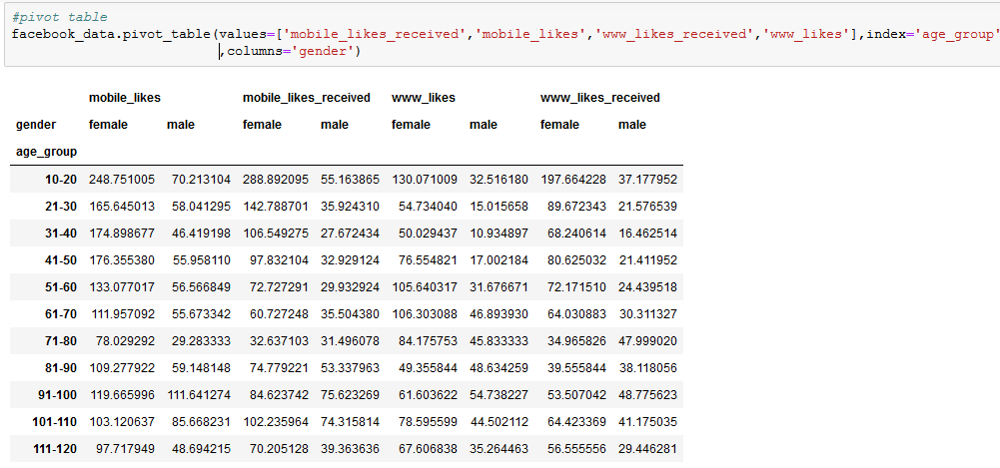 #pivot table
facebook_data.pivot_table(values=['mobile_likes_received','mobile_likes','www_likes_received','www_likes'],index='age_group'
,columns='gender')
mobile_likes mobile_likes_received www_likes www_likes_received
gender female male female male female male female male
age_group
10-20 248.751005 70.213104 288.892095 55.163865 130.071009 32.516180 197.664228 37.177952
21-30 165.645013 58.041295 142.788701 35.924310 54.734040 15.015658 89.672343 21.576539
31-40 174.898677 46.419198 106.549275 27.672434 50.029437 10.934897 68.240614 16.462514
41-50 176.355380 55.958110 97.832104 32.929124 76.554821 17.002184 80.625032 21.411952
51-60 133.077017 56.566849 72.727291 29.932924 105.640317 31.676671 72.171510 24.439518
61-70 111.957092 55.673342 60.727248 35.504380 106.303088 46.893930 64.030883 30.311327
71-80 78.029292 29.283333 32.637103 31.496078 84.175753 45.833333 34.965826 47.999020
81-90 109.277922 59.148148 74.779221 53.337963 49.355844 48.634259 39.555844 38.118056
91-100 119.665996 111.641274 84.623742 75.623269 61.603622 54.738227 53.507042 48.775623
101-110 103.120637 85.668231 102.235964 74.315814 78.595599 44.502112 64.423369 41.175035
111-120 97.717949 48.694215 70.205128 39.363636 67.606838 35.264463 56.555556 29.446281